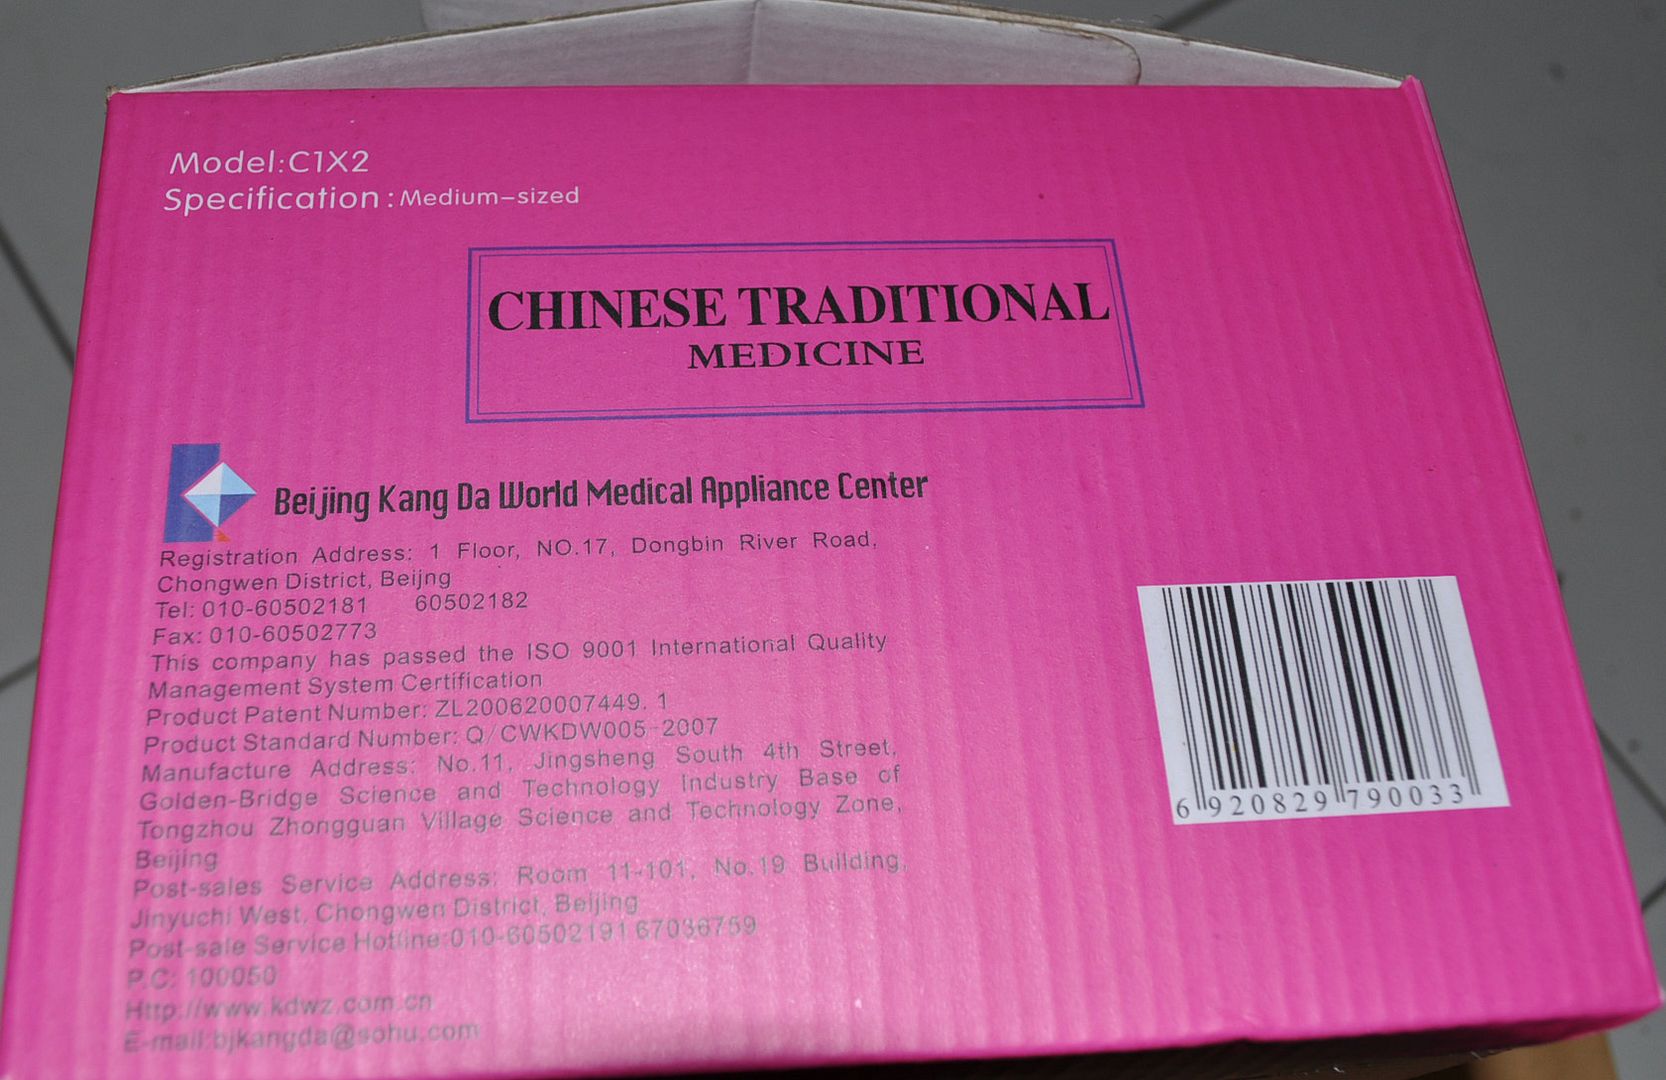 Model:C1X2
Specification:Medium-sized
CHINESE TRADITIONAL
MEDICINE
Beijing Kang Da World Medical Appliance Center
Registration Address: 1 Floor, NO.17, Dongbin River Road,
Chongwen District, Beijng
Tel: 010-60502181 60502182
Fax: 010-60502773
This company has passed the ISO 9001 International Quality
Management System Certification
Product Patent Number: ZL200620007449. 1
Product Standard Number: Q/CWKDW005-2007
Manufacture Address: No.11, Jingsheng South 4th Street,
Golden-Bridge Science and Technology Industry Base of
Tongzhou Zhongguan Village Science and Technology Zone,
Beijing
Post-sales Service Address: Room 11-101, No.19 Building,
Jinyuchi West, Chongwen District, Beijing
Post-sale Service Hotline:010-60502191 67036759
P.C: 100050
Http://www.kdwz.com.cn
E-mail:bjkangda@sohu.com
6 920829 790033